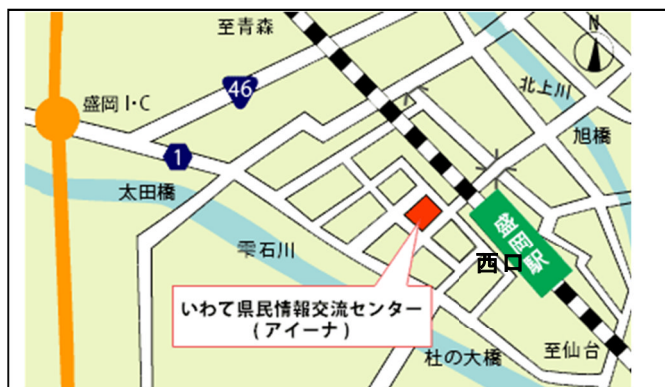 至青森
N
盛岡I・C
46
北上川
旭橋
1
太田橋
雫石川
盛岡駅
西口
いわて県民情報交流センター
(アイーナ)
杜の大橋
至仙台